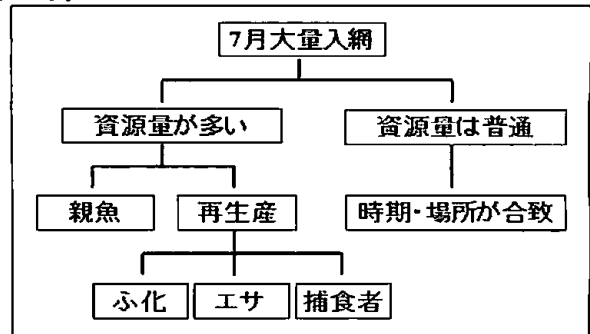 7月大量入網
資源量が多い
資源量は普通
親魚
再生産
時期・場所が合致
ふ化
エサ
捕食者